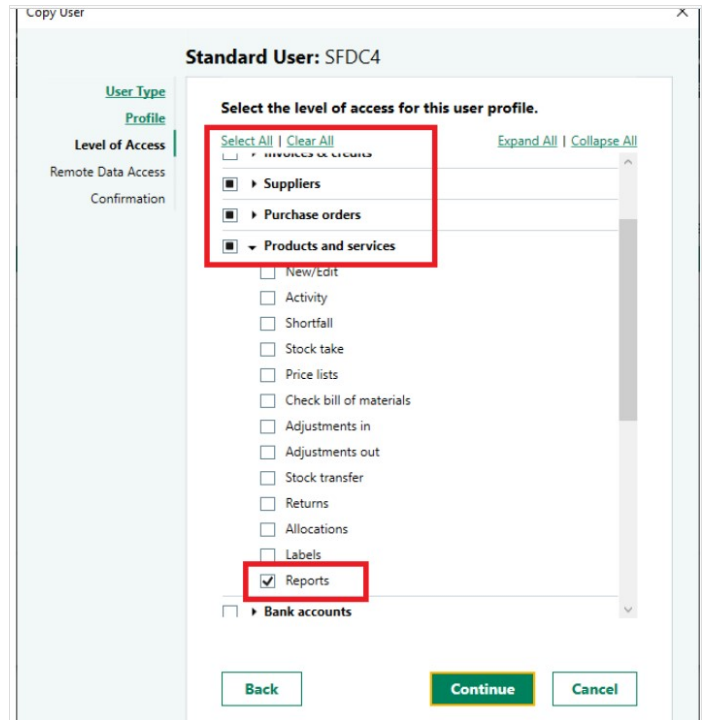 Copy User
Standard User: SFDC4
User Type
Profile
Level of Access
Remote Data Access
Confirmation
Select the level of access for this user profile.
Select All | Clear All Expand All | Collapse All
Invoices & credits
Suppliers
Purchase orders
Products and services
New/Edit
Activity
Shortfall
Stock take
Price lists
Check bill of materials
Adjustments in
Adjustments out
Stock transfer
Returns
Allocations
Labels
Reports
Bank accounts
Back Continue Cancel